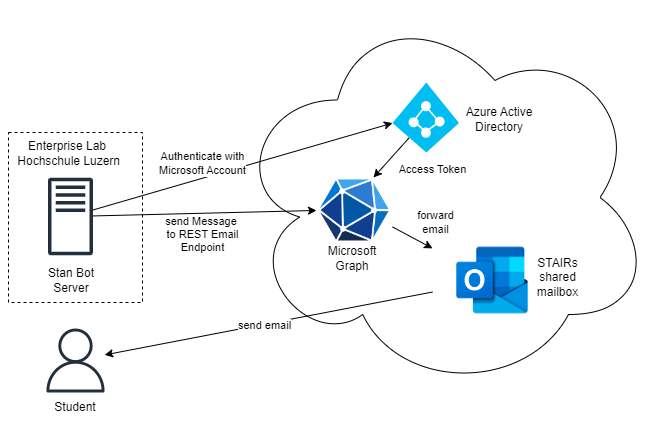 Azure Active
Directory
Enterprise Lab
Hochschule Luzern
Authenticate with
Microsoft Account
Access Token
send Message
to REST Email
Endpoint
forward
email
Microsoft
Graph
Stan Bot
Server
O
STAIRs
shared
mailbox
send email
Student